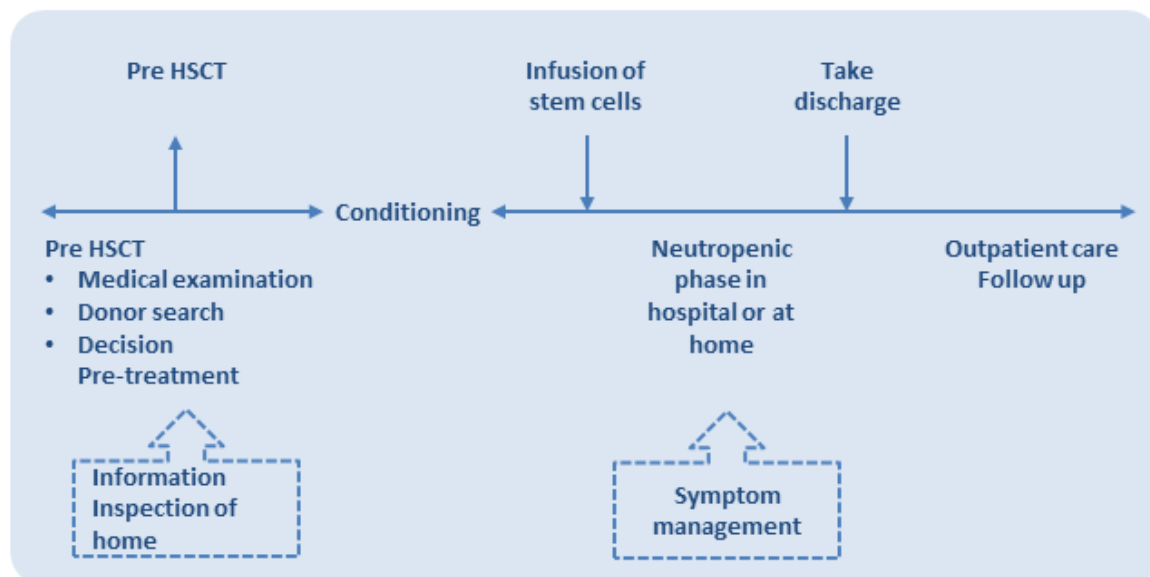 Pre HSCT
Infusion of
stem cells
Take
discharge
Conditioning
Pre HSCT
• Medical examination
• Donor search
• Decision
Pre-treatment
Neutropenic
phase in
hospital or at
home
Outpatient care
Follow up
Information
Inspection of
home
Symptom
management